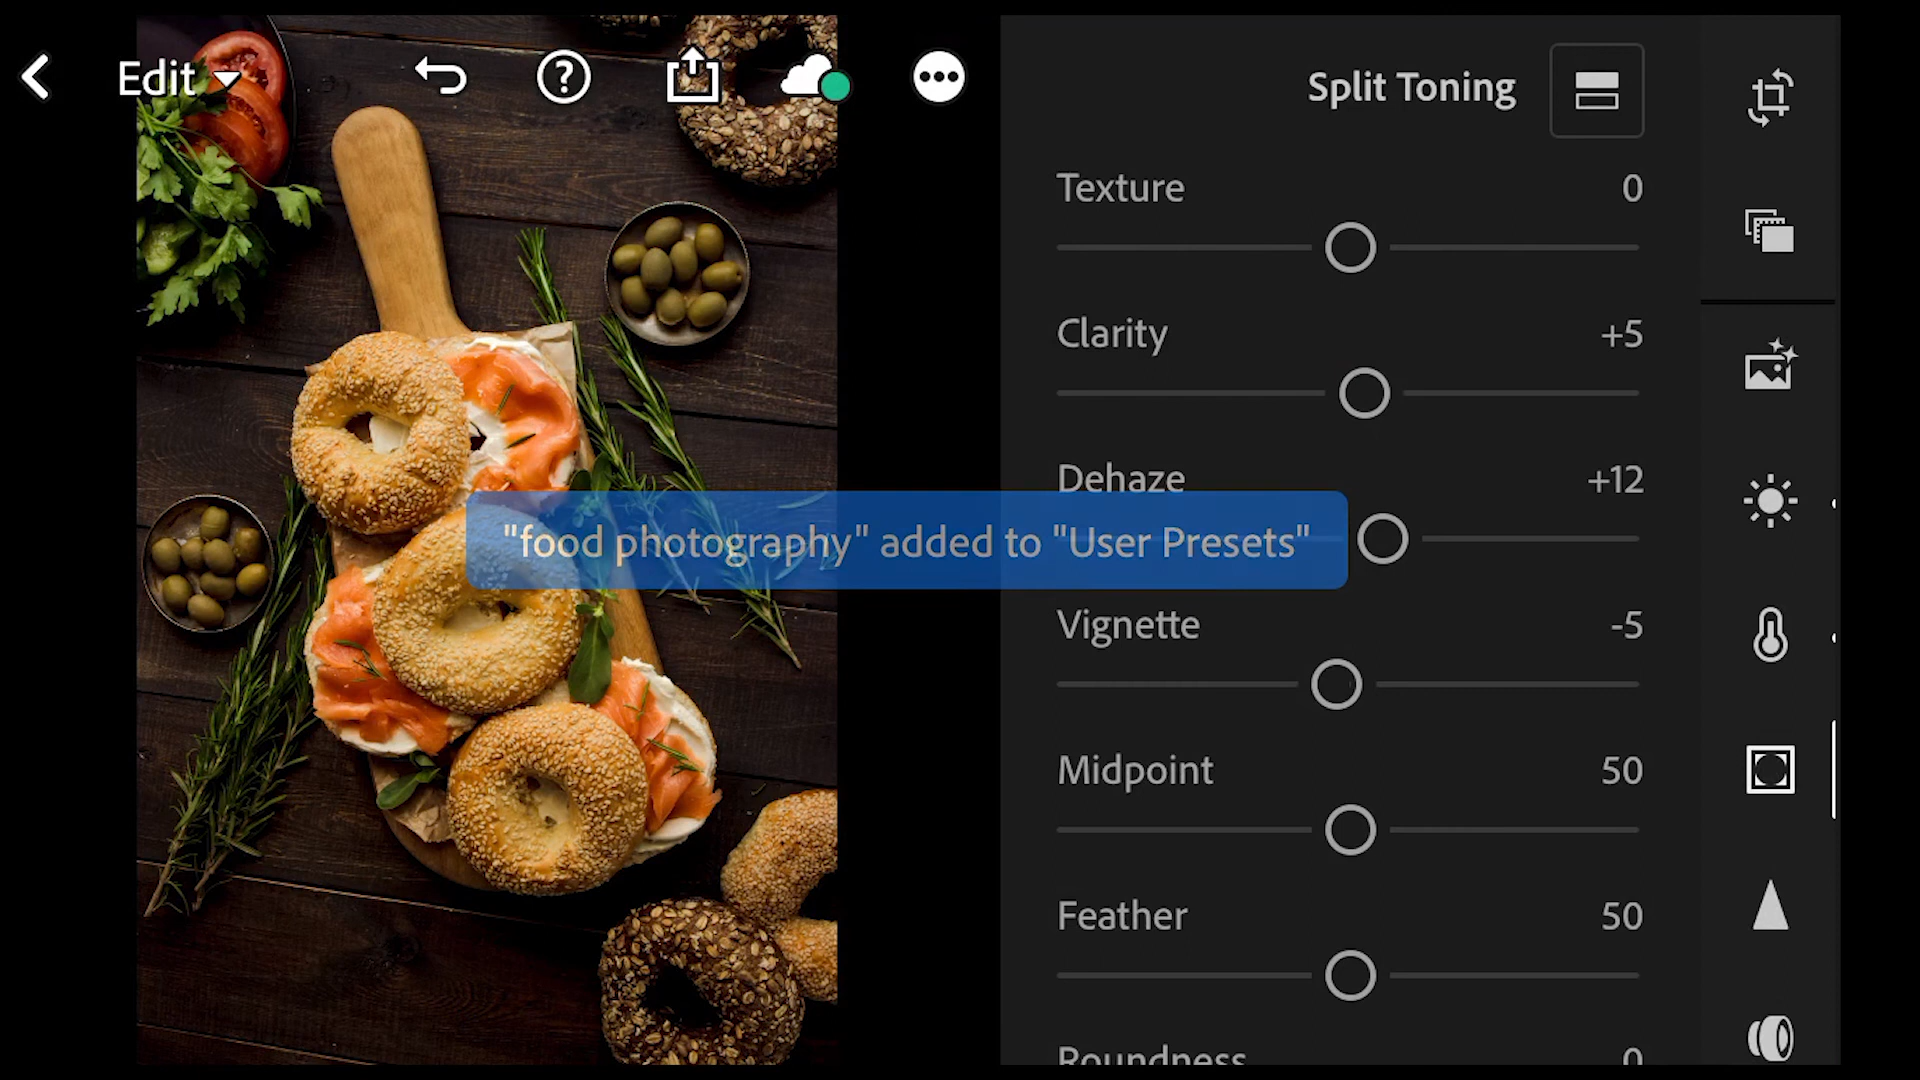 Edit
Split Toning
Texture 0
Clarity +5
Dehaze +12
"food photography" added to "User Presets"
Vignette -5
Midpoint 50
Feather 50
Roundness 0